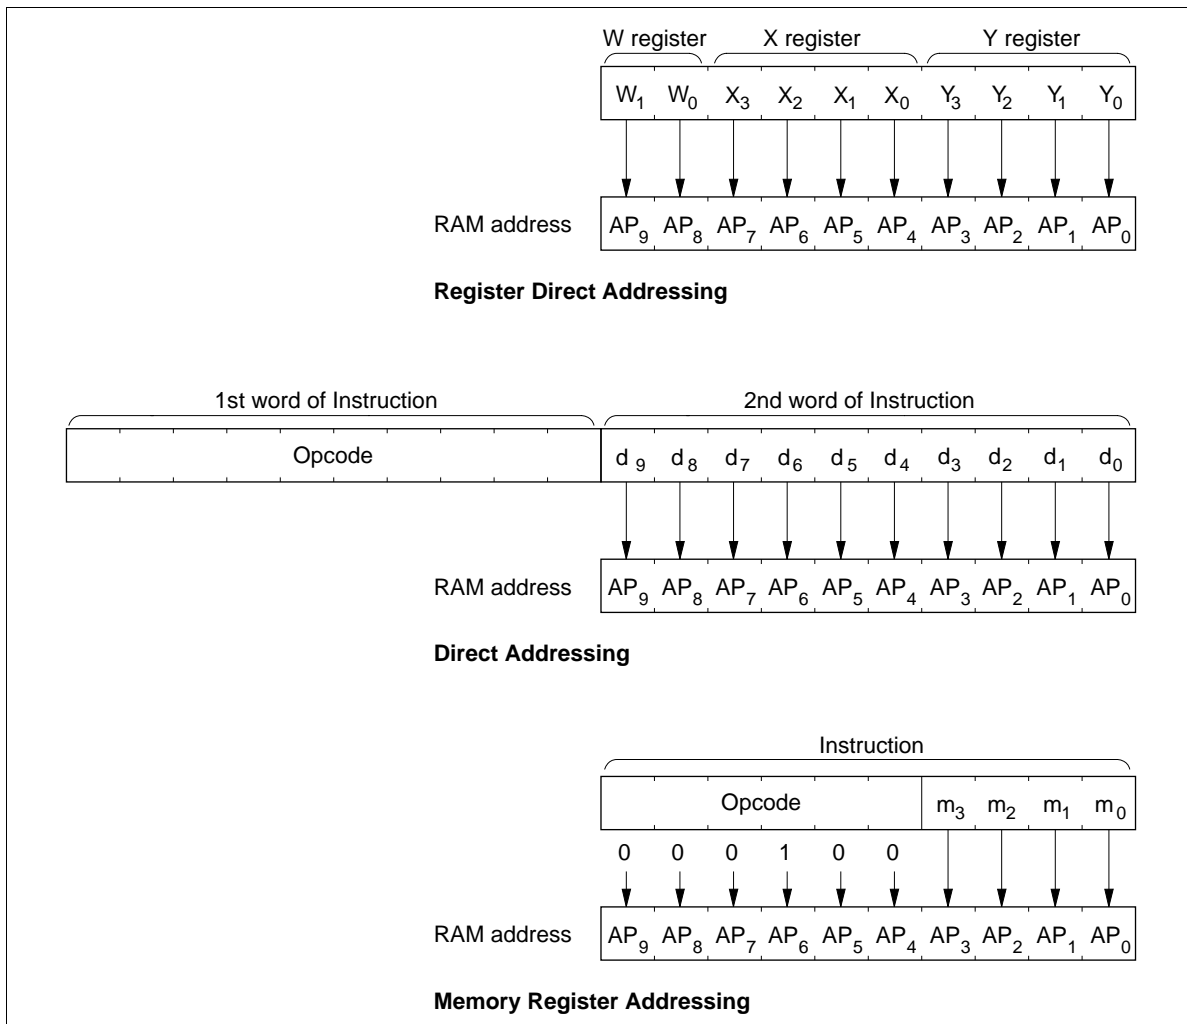 W register X register Y register
W1 W0 X3 X2 X1 X0 Y3 Y2 Y1 Y0
RAM address AP9 AP8 AP7 AP6 AP5 AP4 AP3 AP2 AP1 AP0
Register Direct Addressing
1st word of Instruction 2nd word of Instruction
Opcode d9 d8 d7 d6 d5 d4 d3 d2 d1 d0
RAM address AP9 AP8 AP7 AP6 AP5 AP4 AP3 AP2 AP1 AP0
Direct Addressing
Instruction
Opcode m3 m2 m1 m0
0 0 0 1 0 0
RAM address AP9 AP8 AP7 AP6 AP5 AP4 AP3 AP2 AP1 AP0
Memory Register Addressing